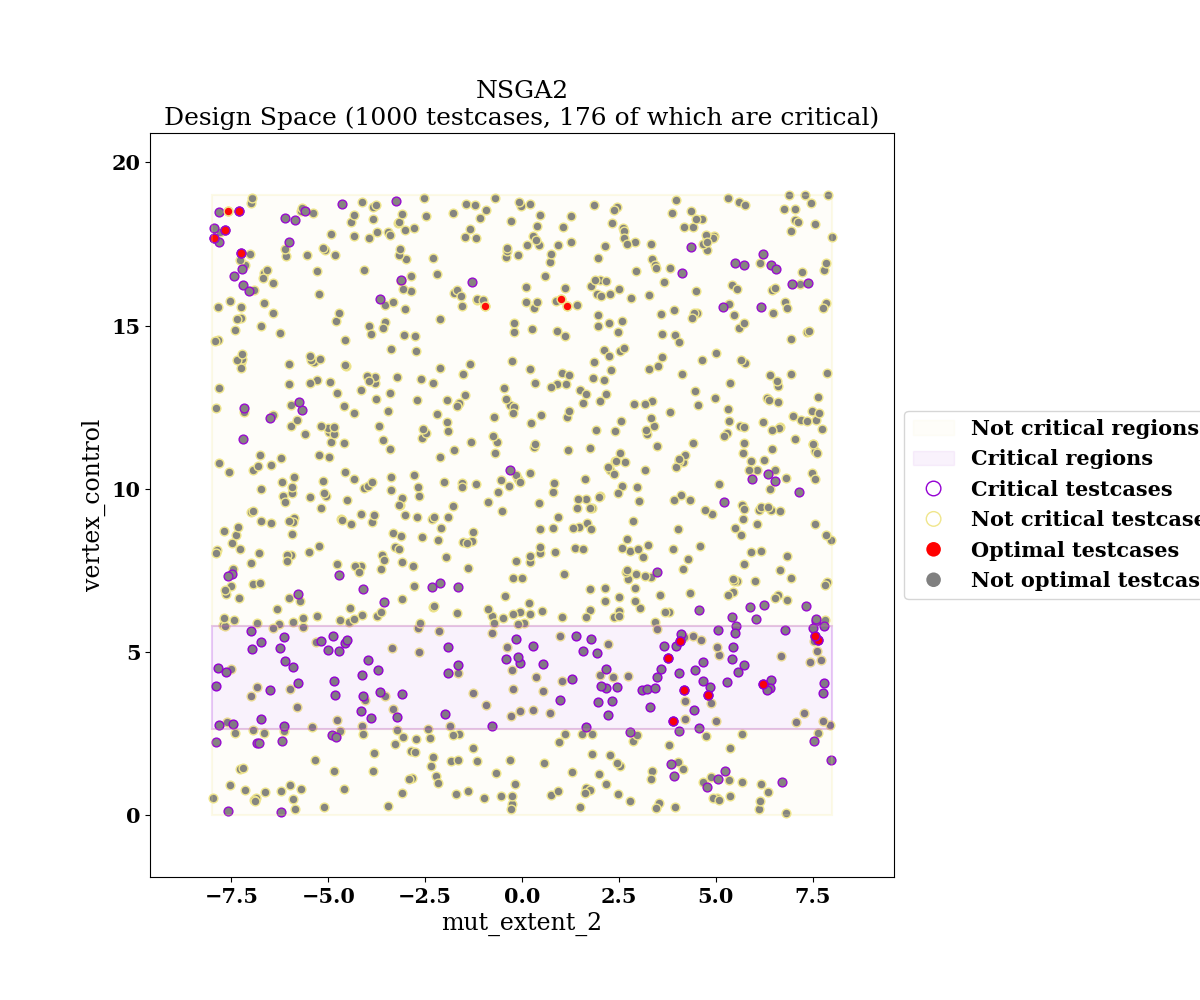 NSGA2
Design Space (1000 testcases, 176 of which are critical)
20
15
10
5
0
vertex_control
−7.5 −5.0 −2.5 0.0 2.5 5.0 7.5
mut_extent_2
Not critical regions
Critical regions
Critical testcases
Not critical testcase
Optimal testcases
Not optimal testcas